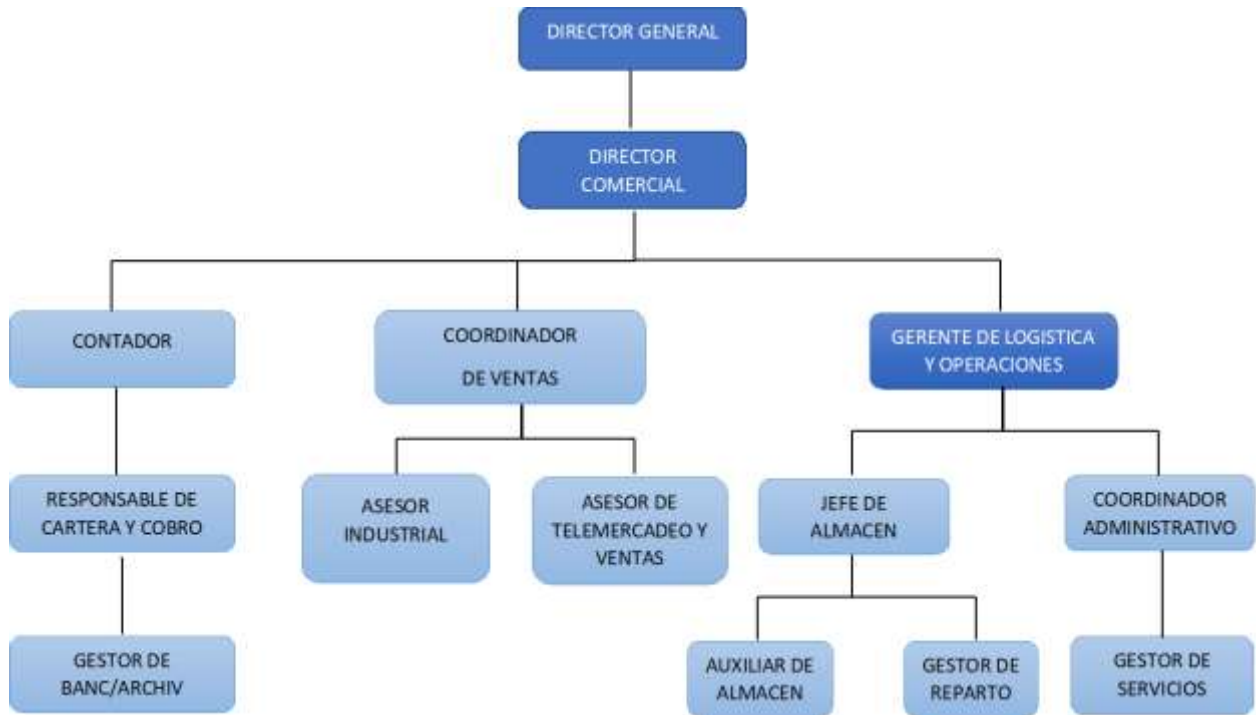 DIRECTOR GENERAL
DIRECTOR
COMERCIAL
CONTADOR
COORDINADOR
DE VENTAS
GERENTE DE LOGISTICA
Y OPERACIONES
RESPONSABLE DE
CARTERA Y COBRO
ASESOR
INDUSTRIAL
ASESOR DE
TELEMERCADEO Y
VENTAS
JEFE DE
ALMACEN
COORDINADOR
ADMINISTRATIVO
GESTOR DE
BANC/ARCHIV
AUXILIAR DE
ALMACEN
GESTOR DE
REPARTO
GESTOR DE
SERVICIOS